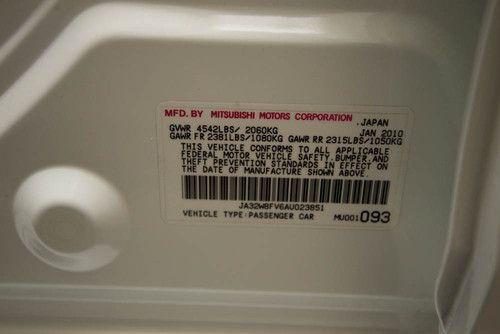 MFD. BY MITSUBISHI MOTORS CORPORATION , JAPAN
GVWR 4542LBS/ 2060KG JAN 2010
GAWR FR 2381LBS/1080KG GAWR RR 2315LBS/1050KG
THIS VEHICLE CONFORMS TO ALL APPLICABLE
FEDERAL MOTOR VEHICLE SAFETY, BUMPER, AND
THEFT PREVENTION STANDARDS IN EFFECT ON
THE DATE OF MANUFACTURE SHOWN ABOVE.
JA32W8FV6AU023851
VEHICLE TYPE:PASSENGER CAR MU001 093